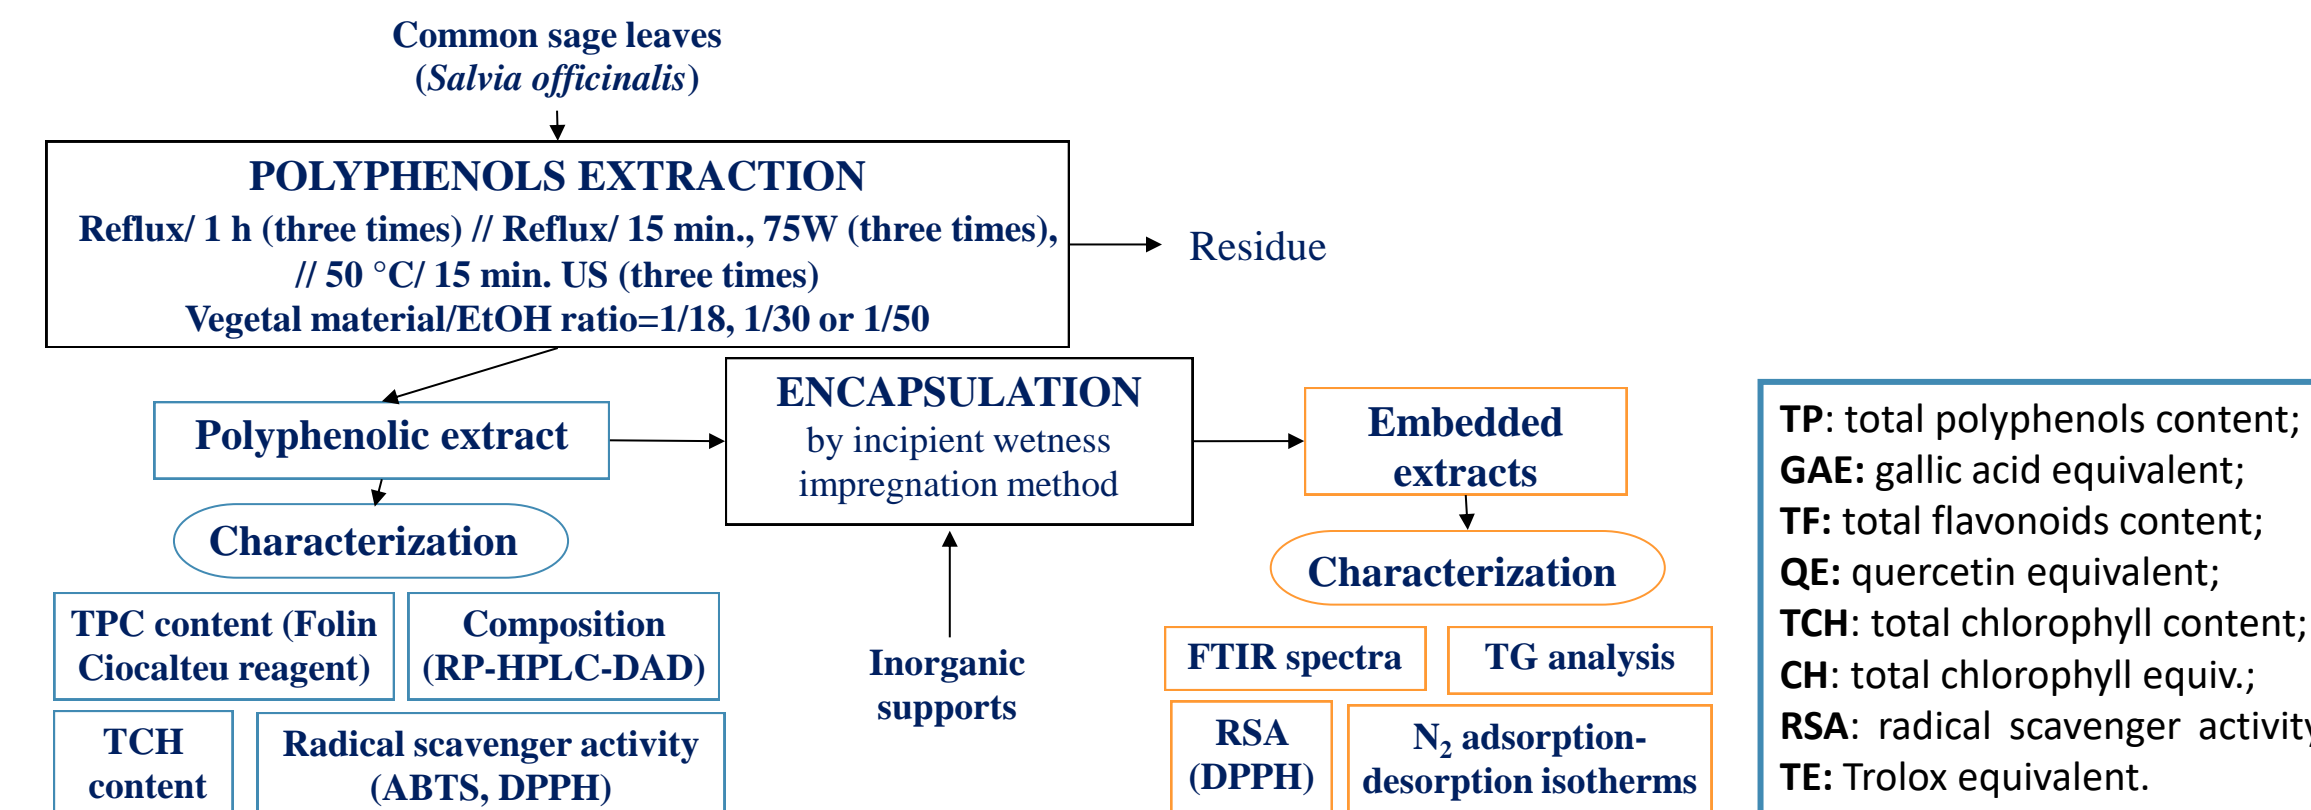 Common sage leaves
(Salvia officinalis)
POLYPHENOLS EXTRACTION
Reflux/ 1 h (three times) // Reflux/ 15 min., 75W (three times),
// 50 °C/ 15 min. US (three times)
Vegetal material/EtOH ratio=1/18, 1/30 or 1/50
Residue
Polyphenolic extract
ENCAPSULATION
by incipient wetness
impregnation method
Embedded
extracts
Characterization
TPC content (Folin
Ciocalteu reagent)
Composition
(RP-HPLC-DAD)
TCH
content
Radical scavenger activity
(ABTS, DPPH)
Inorganic
supports
Characterization
FTIR spectra
TG analysis
RSA
(DPPH)
N₂ adsorption-
desorption isotherms
TP: total polyphenols content;
GAE: gallic acid equivalent;
TF: total flavonoids content;
QE: quercetin equivalent;
TCH: total chlorophyll content;
CH: total chlorophyll equiv.;
RSA: radical scavenger activity
TE: Trolox equivalent.